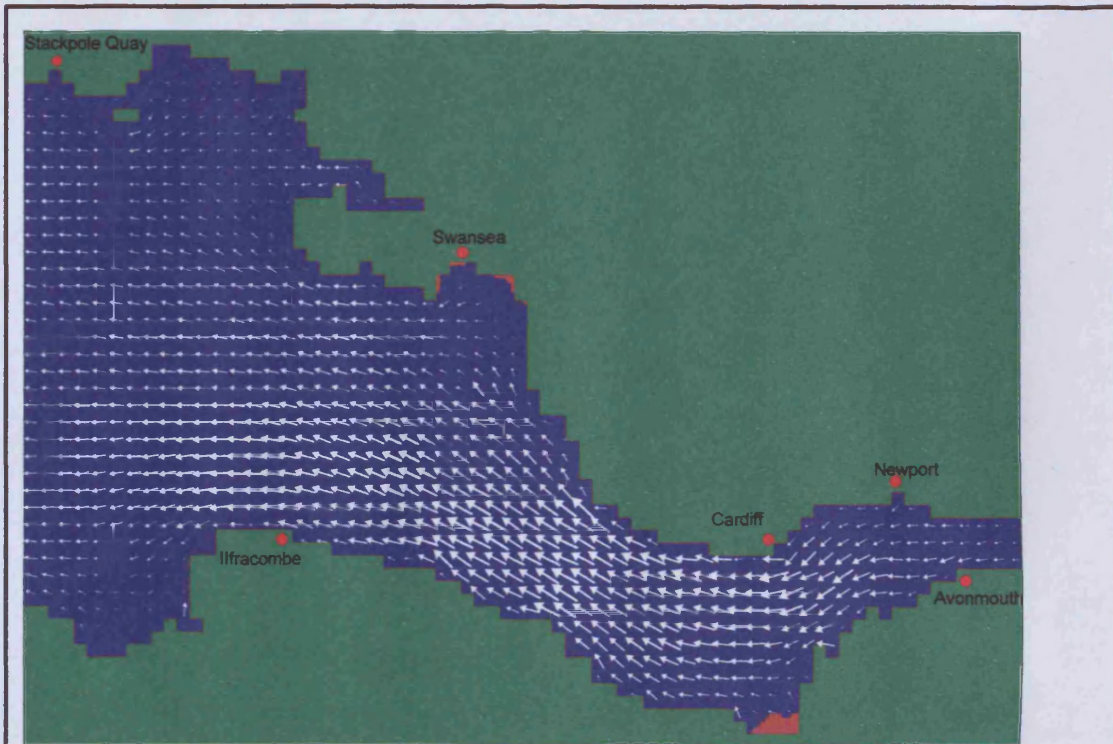 Stackpole Quay
Swansea
Newport
Cardiff
Ilfracombe
Avonmouth